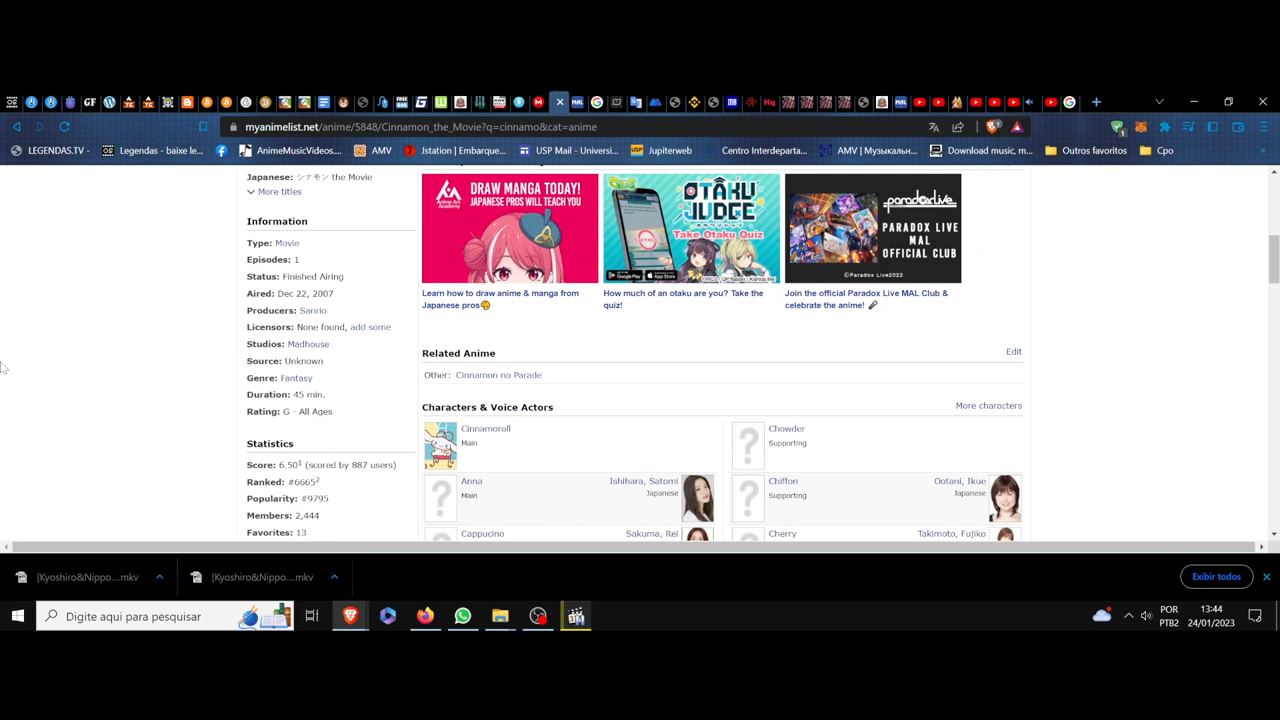 myanimelist.net/anime/5848/Cinnamon_the_Movie?q=cinnamo&cat=anime
LEGENDAS.TV -
Legendas - baixe le...
AnimeMusicVideos....
AMV
Jstation | Embarque...
USP Mail - Universi...
Jupiterweb
Centro Interdeparta...
AMV | Музыкальн...
Download music, m...
Outros favoritos
Cpo
Japanese: シナモン the Movie
More titles
Information
Type: Movie
Episodes: 1
Status: Finished Airing
Aired: Dec 22, 2007
Producers: Sanrio
Licensors: None found, add some
Studios: Madhouse
Source: Unknown
Genre: Fantasy
Duration: 45 min.
Rating: G - All Ages
Statistics
Score: 6.50¹ (scored by 887 users)
Ranked: #6665²
Popularity: #9795
Members: 2,444
Favorites: 13
Anime Art Academy
DRAW MANGA TODAY!
JAPANESE PROS WILL TEACH YOU
Learn how to draw anime & manga from
Japanese pros
OTAKU
JUDGE
Take Otaku Quiz
Google Play
App Store
How much of an otaku are you? Take the
quiz!
paradoxlive
PARADOX LIVE
MAL
OFFICIAL CLUB
©Paradox Live2022
Join the official Paradox Live MAL Club &
celebrate the anime! 🎤
Related Anime
Edit
Other: Cinnamon no Parade
Characters & Voice Actors
More characters
Cinnamoroll
Main
Chowder
Supporting
Anna
Main
Ishihara, Satomi
Japanese
Chiffon
Supporting
Ootani, Ikue
Japanese
Cappucino
Sakuma, Rei
Cherry
Takimoto, Fujiko
[Kyoshiro&Nippo....mkv
[Kyoshiro&Nippo....mkv
Exibir todos
Digite aqui para pesquisar
POR
PTB2
13:44
24/01/2023